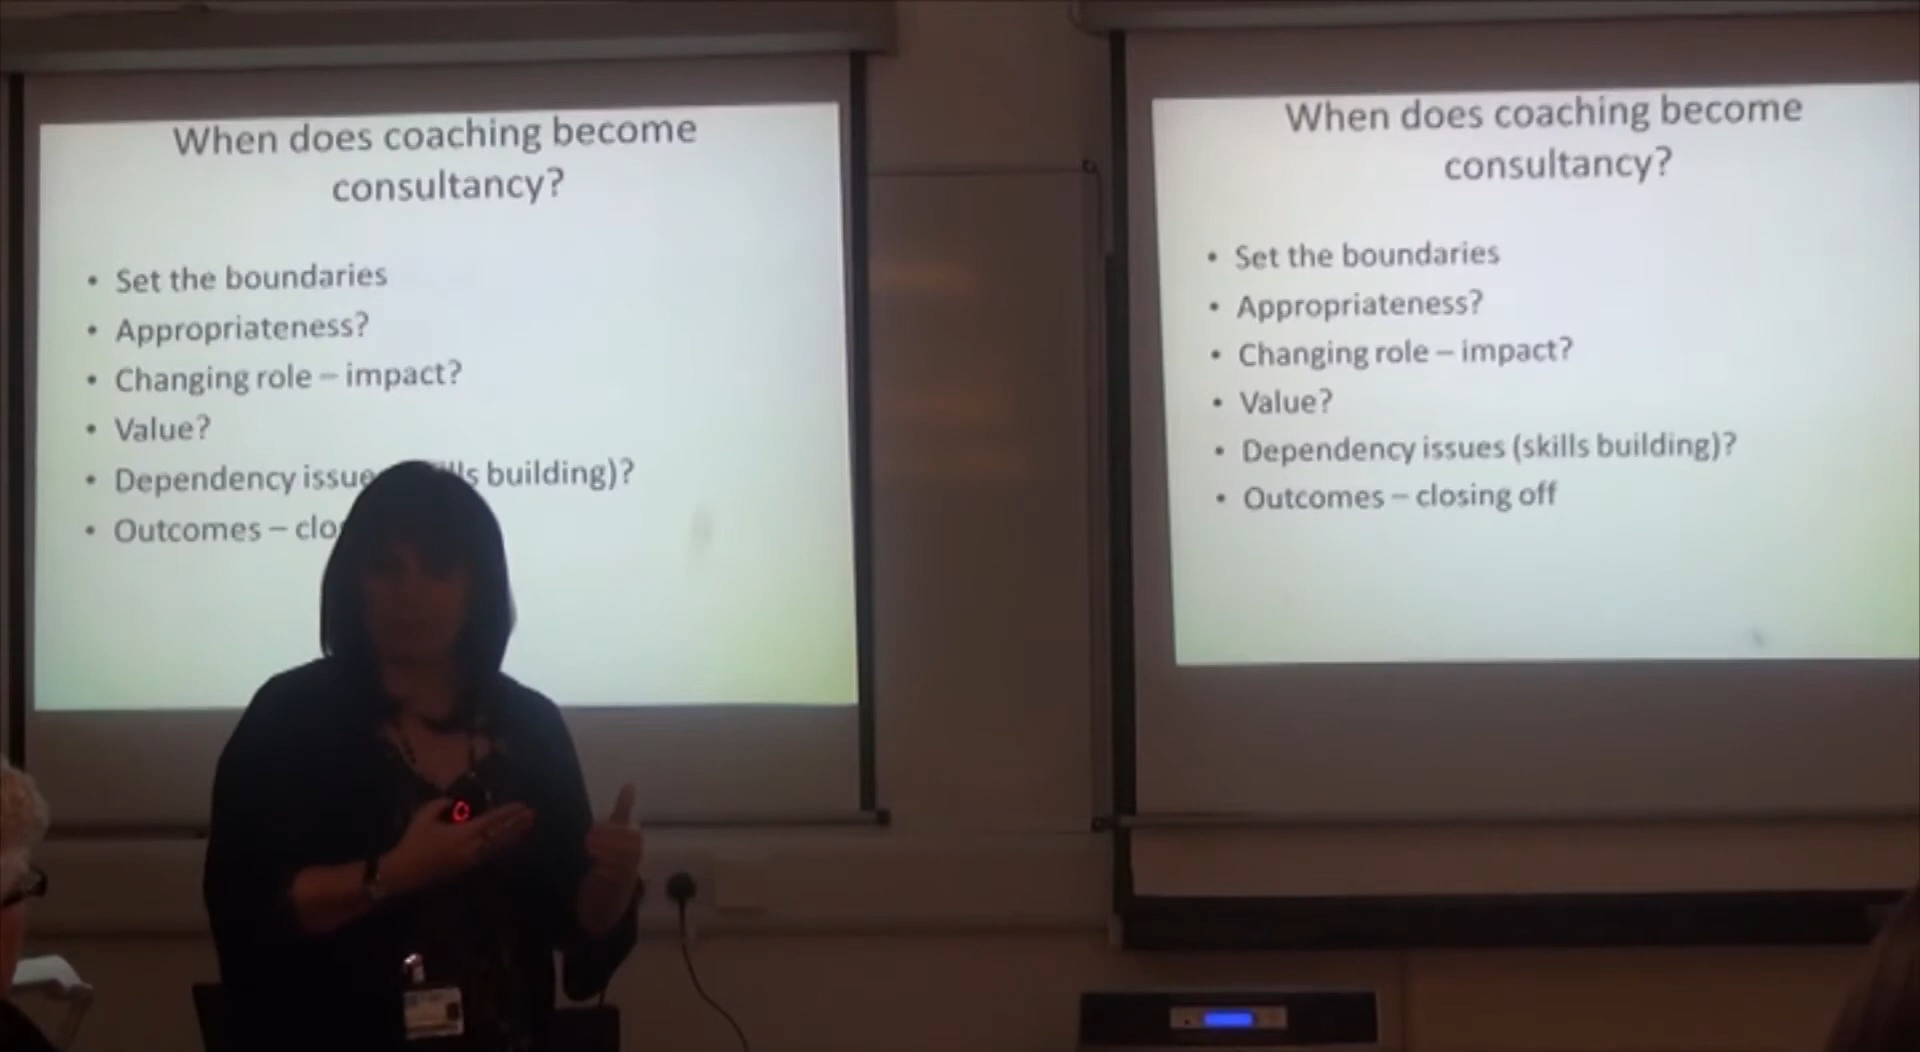 When does coaching become
consultancy?
• Set the boundaries
• Appropriateness?
• Changing role – impact?
• Value?
• Dependency building)?
• Outcomes –
When does coaching become
consultancy?
• Set the boundaries
• Appropriateness?
• Changing role – impact?
• Value?
• Dependency issues (skills building)?
• Outcomes – closing off